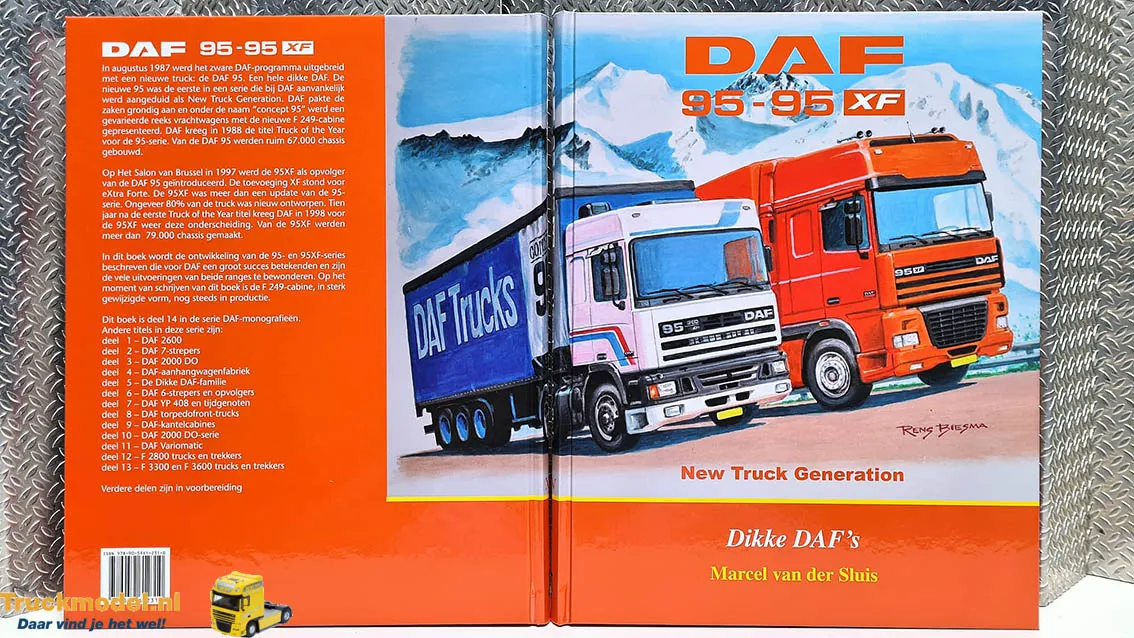 DAF 95-95 XF
In augustus 1987 werd het zware DAF-programma uitgebreid
met een nieuwe truck: de DAF 95. Een hele dikke DAF. De
nieuwe 95 was de eerste in een serie die bij DAF aanvankelijk
werd aangeduid als New Truck Generation. DAF pakte de
zaken grondig aan en onder de naam "concept 95" werd een
gevarieerde reeks vrachtwagens met de nieuwe F 249-cabine
gepresenteerd. DAF kreeg in 1988 de titel Truck of the Year
voor de 95-serie. Van de DAF 95 werden ruim 67.000 chassis
gebouwd.
Op Het Salon van Brussel in 1997 werd de 95XF als opvolger
van de DAF 95 geïntroduceerd. De toevoeging XF stond voor
eXtra Forte. De 95XF was meer dan een update van de 95-
serie. Ongeveer 80% van de truck was nieuw ontworpen. Tien
jaar na de eerste Truck of the Year titel kreeg DAF in 1998 voor
de 95XF weer deze onderscheiding. Van de 95XF werden
meer dan 79.000 chassis gemaakt.
In dit boek wordt de ontwikkeling van de 95- en 95XF-series
beschreven die voor DAF een groot succes betekenden en zijn
de vele uitvoeringen van beide ranges te bewonderen. Op het
moment van schrijven van dit boek is de F 249-cabine, in sterk
gewijzigde vorm, nog steeds in productie.
Dit boek is deel 14 in de serie DAF-monografieën.
Andere titels in deze serie zijn:
deel 1 – DAF 2600
deel 2 – DAF 7-strepers
deel 3 – DAF 2000 DO
deel 4 – DAF-aanhangwagenfabriek
deel 5 – De Dikke DAF-familie
deel 6 – DAF 6-strepers en opvolgers
deel 7 – DAF YP 408 en tijdgenoten
deel 8 – DAF torpedofront-trucks
deel 9 – DAF-kantelcabines
deel 10 – DAF 2000 DO-serie
deel 11 – DAF Variomatic
deel 12 – F 2800 trucks en trekkers
deel 13 – F 3300 en F 3600 trucks en trekkers
Verdere delen zijn in voorbereiding
Truckmodel.nl
Daar vind je het wel!
DAF
95-95 XF
DAF Trucks
95
DAF
95 XF
DAF
RENS BIESMA
New Truck Generation
Dikke DAF's
Marcel van der Sluis